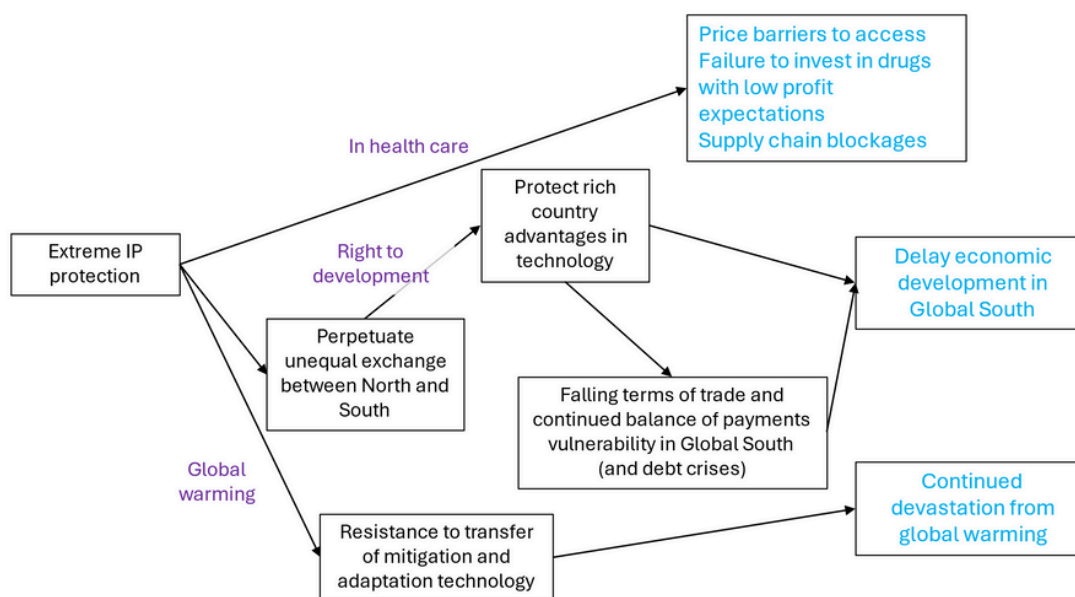 Price barriers to access
Failure to invest in drugs
with low profit
expectations
Supply chain blockages
In health care
Protect rich
country
advantages in
technology
Extreme IP
protection
Right to
development
Delay economic
development in
Global South
Perpetuate
unequal exchange
between North and
South
Falling terms of trade and
continued balance of payments
vulnerability in Global South
(and debt crises)
Global
warming
Continued
devastation from
global warming
Resistance to transfer
of mitigation and
adaptation technology